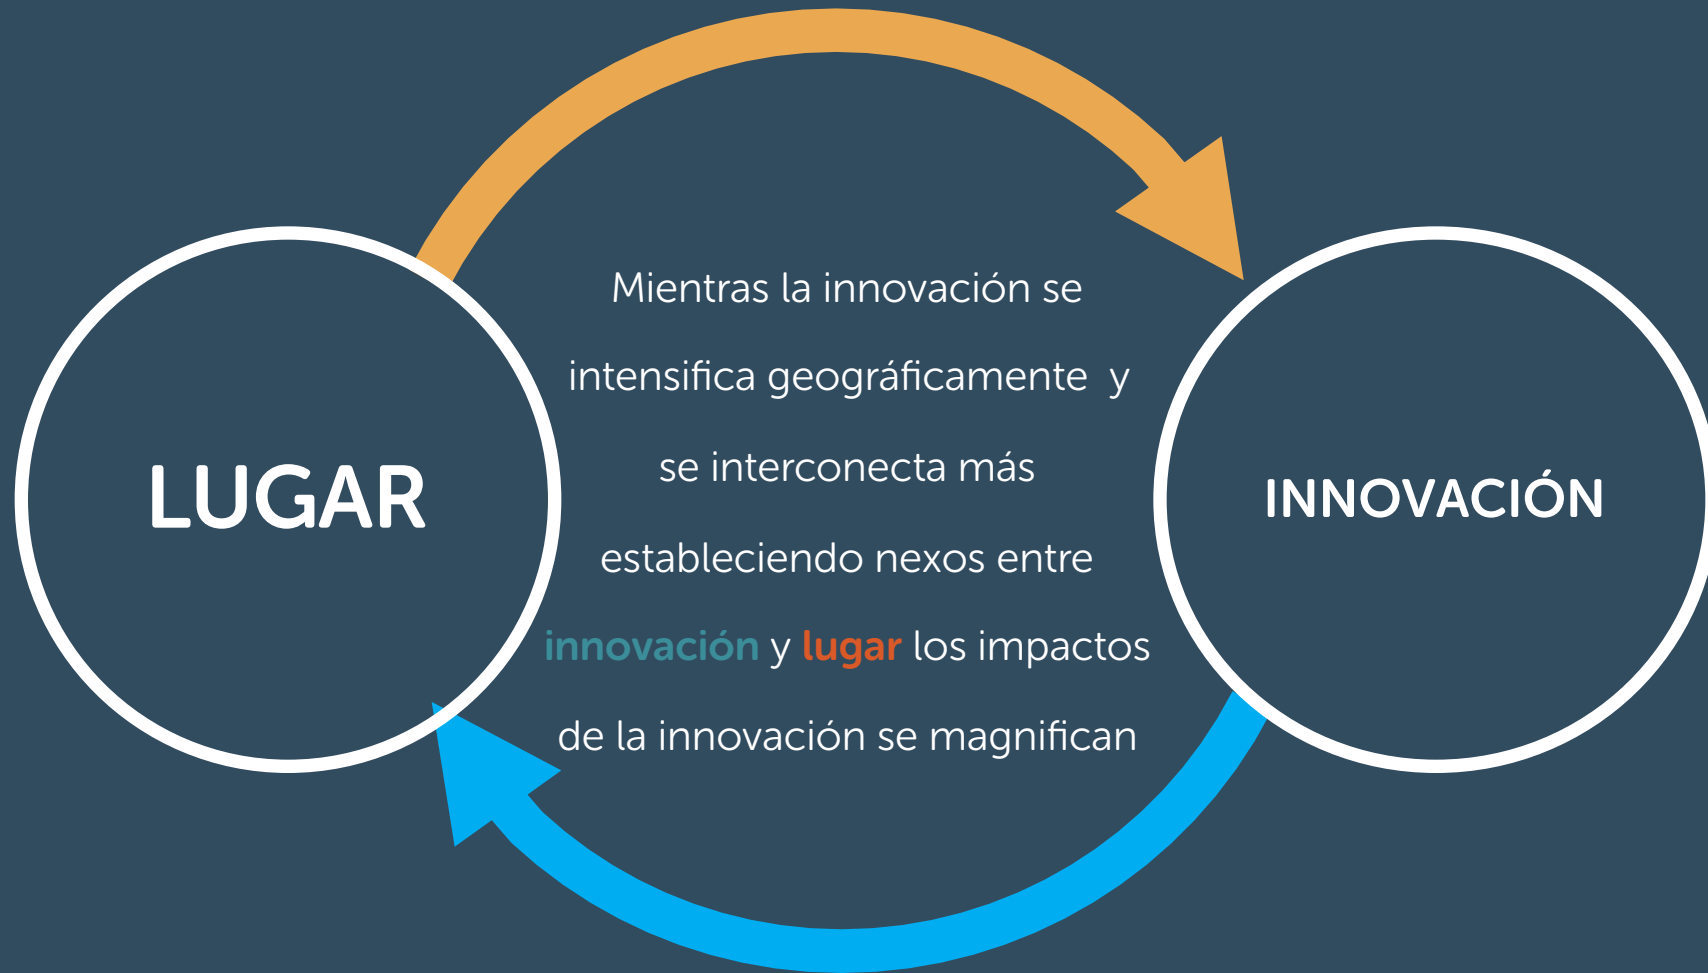 LUGAR
Mientras la innovación se
intensifica geográficamente y
se interconecta más
estableciendo nexos entre
innovación y lugar los impactos
de la innovación se magnifican
INNOVACIÓN